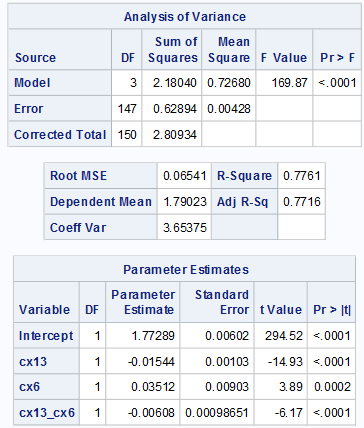 Analysis of Variance
Source DF Sum of Squares Mean Square F Value Pr > F
Model 3 2.18040 0.72680 169.87 <.0001
Error 147 0.62894 0.00428
Corrected Total 150 2.80934
Root MSE 0.06541 R-Square 0.7761
Dependent Mean 1.79023 Adj R-Sq 0.7716
Coeff Var 3.65375
Parameter Estimates
Variable DF Parameter Estimate Standard Error t Value Pr > |t|
Intercept 1 1.77289 0.00602 294.52 <.0001
cx13 1 -0.01544 0.00103 -14.93 <.0001
cx6 1 0.03512 0.00903 3.89 0.0002
cx13_cx6 1 -0.00608 0.00098651 -6.17 <.0001